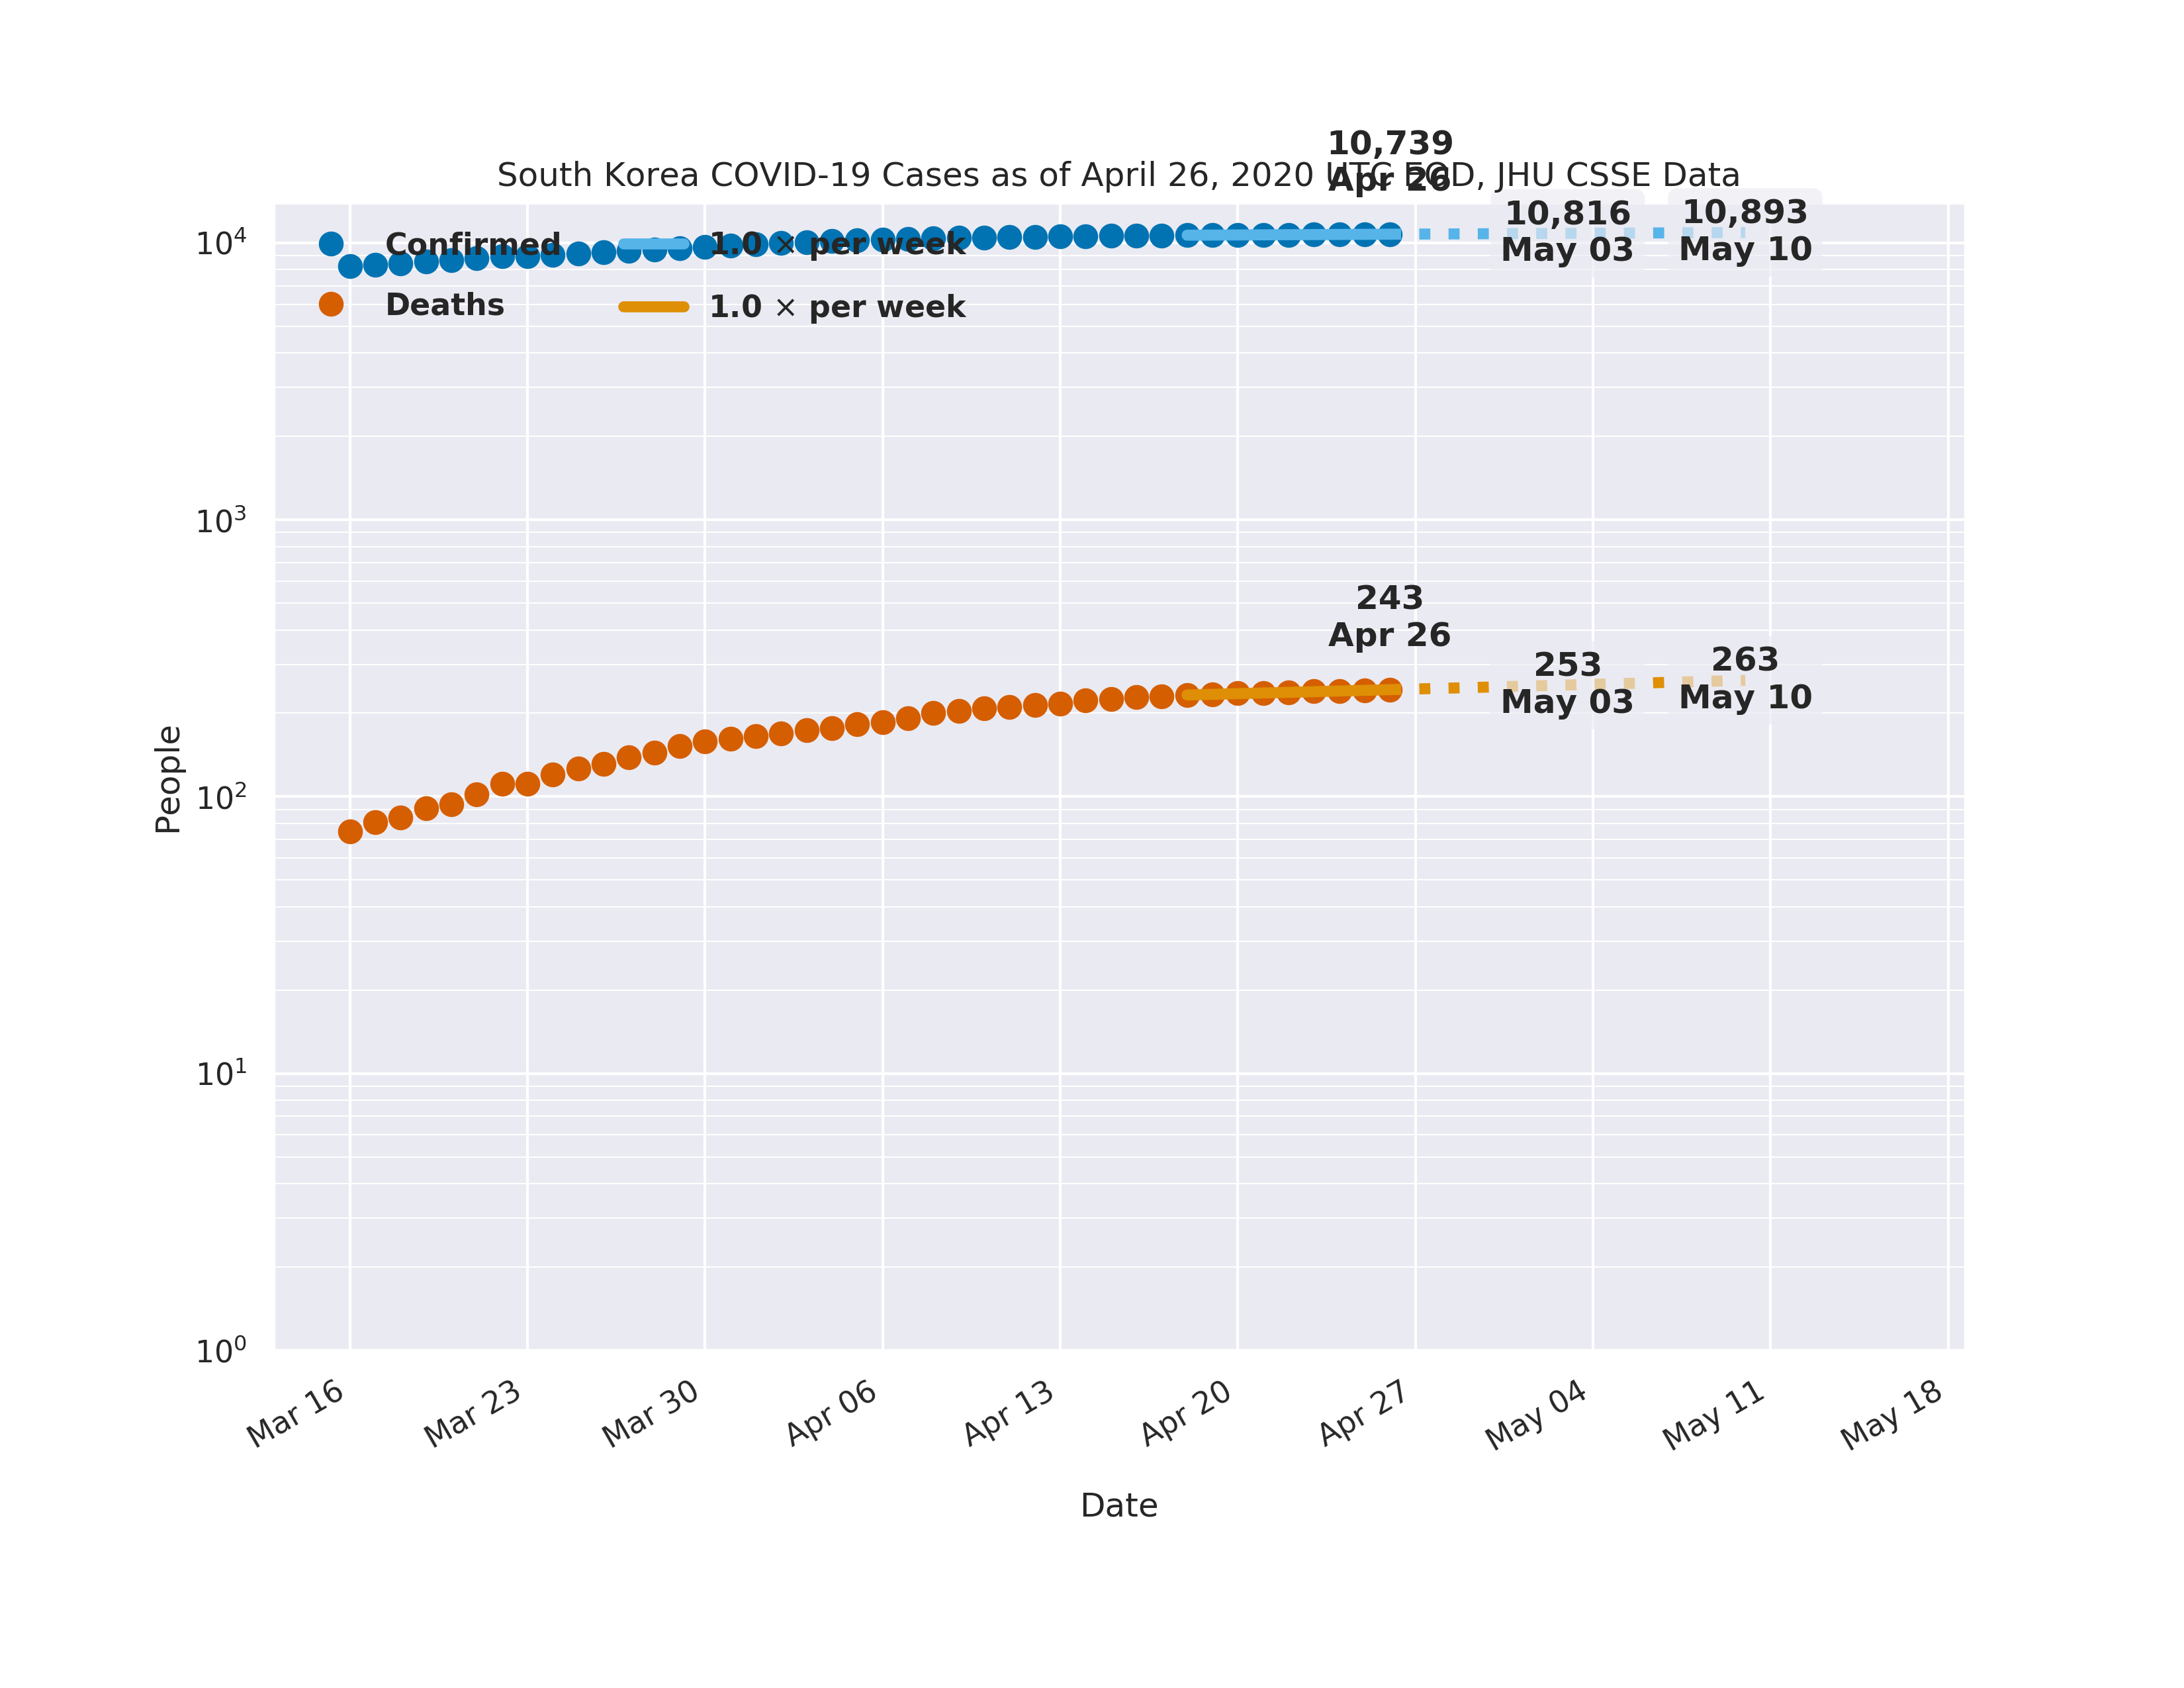 10,739
Apr 26
South Korea COVID-19 Cases as of April 26, 2020 UTC EOD, JHU CSSE Data
10,816
May 03
10,893
May 10
Confirmed
1.0 × per week
Deaths
1.0 × per week
243
Apr 26
253
May 03
263
May 10
10⁴
10³
10²
10¹
10⁰
People
Mar 16
Mar 23
Mar 30
Apr 06
Apr 13
Apr 20
Apr 27
May 04
May 11
May 18
Date